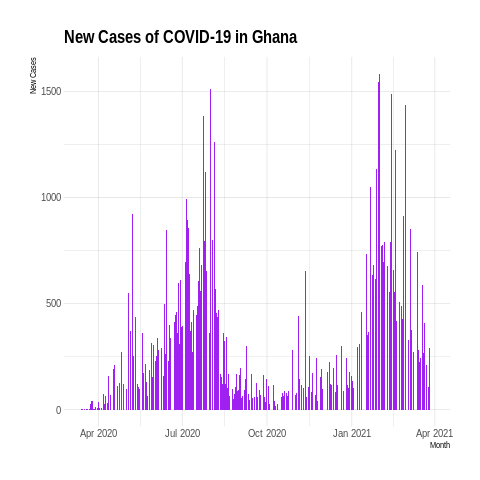 New Cases of COVID-19 in Ghana
New Cases
1500
1000
500
0
Apr 2020 Jul 2020 Oct 2020 Jan 2021 Apr 2021
Month